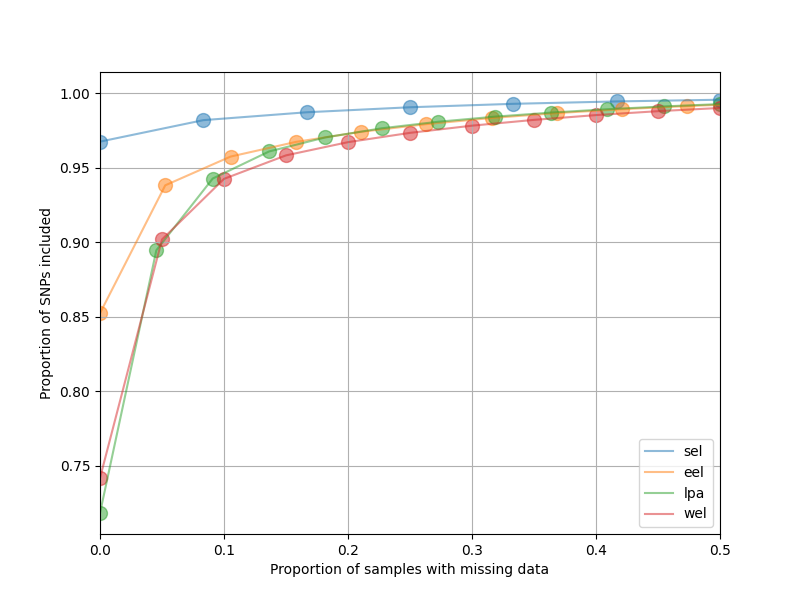 1.00
0.95
0.90
0.85
0.80
0.75
Proportion of SNPs included
0.0 0.1 0.2 0.3 0.4 0.5
Proportion of samples with missing data
sel
eel
lpa
wel